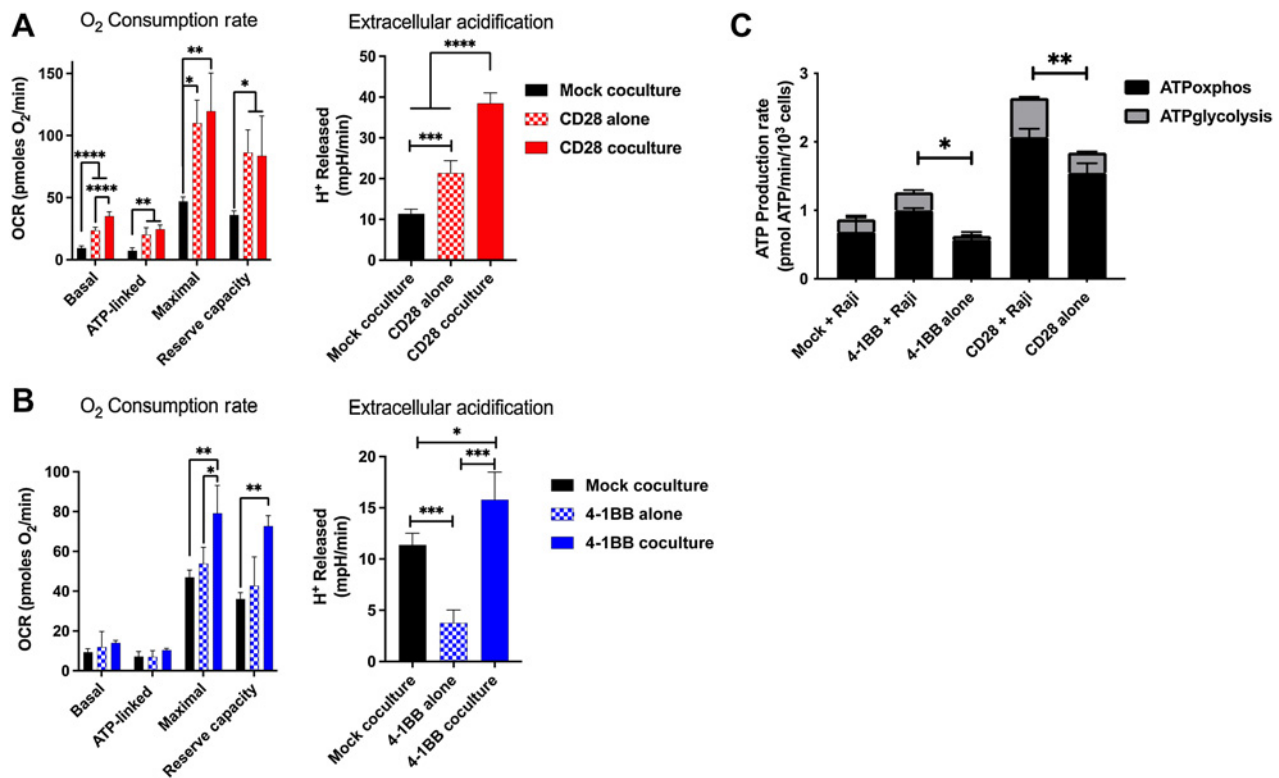 A
O2 Consumption rate
OCR (pmoles O2/min)
150
100
50
0
****
****
**
**
*
*
Basal
ATP-linked
Maximal
Reserve capacity
Extracellular acidification
H+ Released
(mpH/min)
50
40
30
20
10
0
****
***
Mock coculture
CD28 alone
CD28 coculture
Mock coculture
CD28 alone
CD28 coculture
B
O2 Consumption rate
OCR (pmoles O2/min)
100
80
60
40
20
0
**
*
**
Basal
ATP-linked
Maximal
Reserve capacity
Extracellular acidification
H+ Released
(mpH/min)
20
15
10
5
0
*
***
***
Mock coculture
4-1BB alone
4-1BB coculture
Mock coculture
4-1BB alone
4-1BB coculture
C
ATP Production rate
(pmol ATP/min/10³ cells)
3
2
1
0
*
**
Mock + Raji
4-1BB + Raji
4-1BB alone
CD28 + Raji
CD28 alone
ATPoxphos
ATPglycolysis